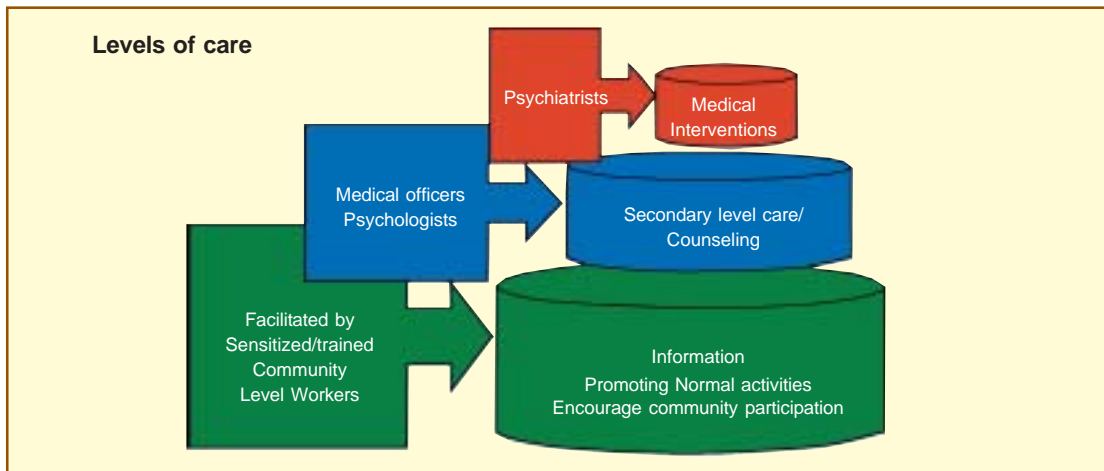 Levels of care
Psychiatrists
Medical
Interventions
Medical officers
Psychologists
Secondary level care/
Counseling
Facilitated by
Sensitized/trained
Community
Level Workers
Information
Promoting Normal activities
Encourage community participation